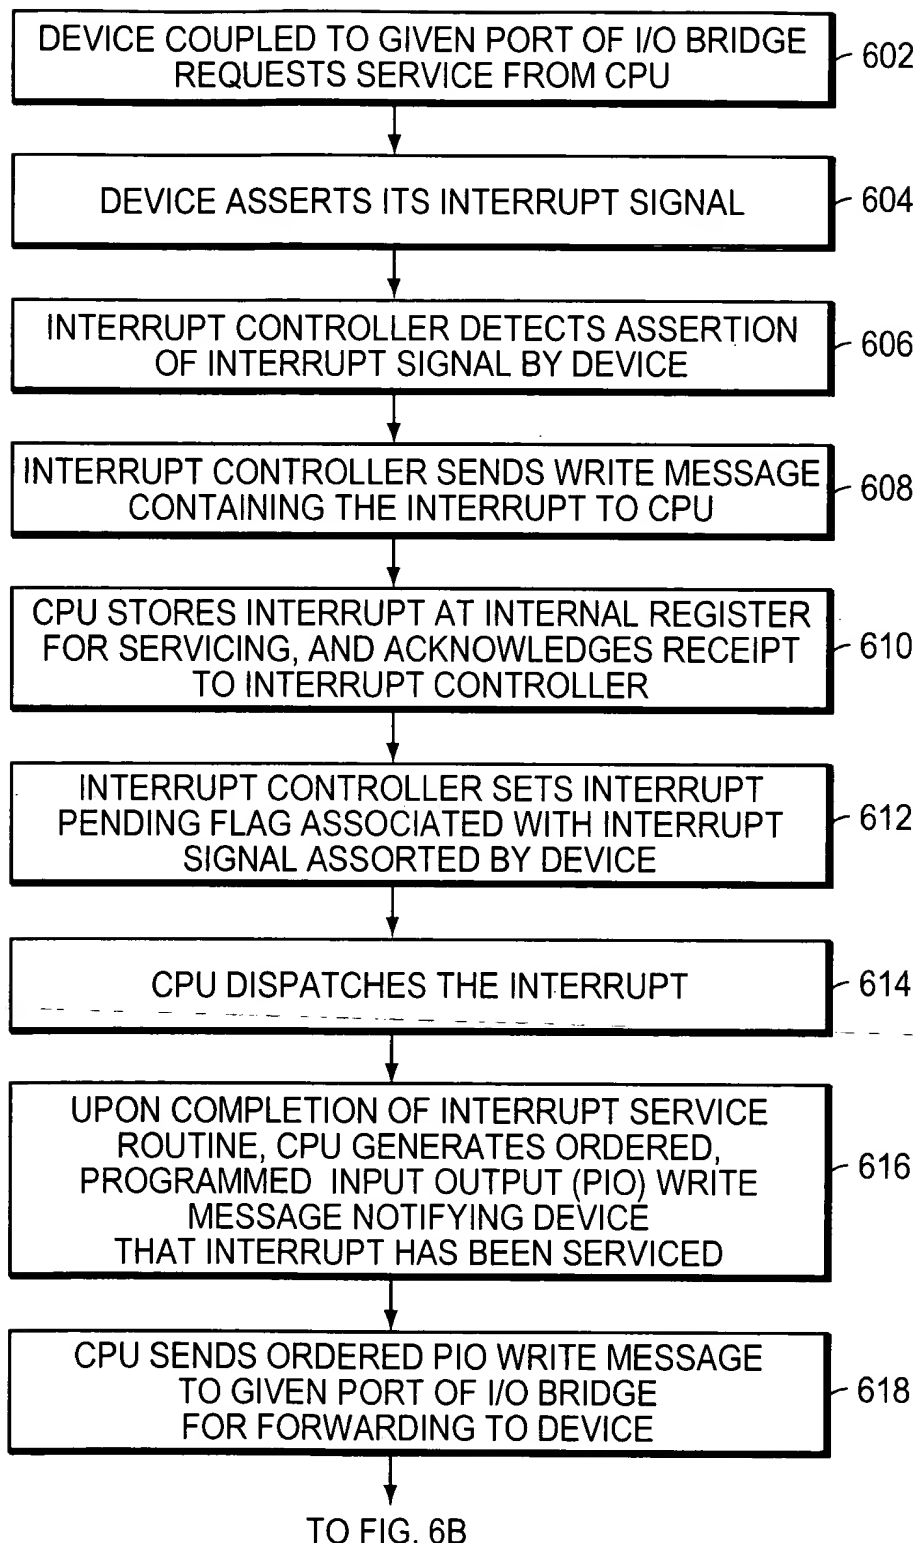 DEVICE COUPLED TO GIVEN PORT OF I/O BRIDGE
REQUESTS SERVICE FROM CPU
602
DEVICE ASSERTS ITS INTERRUPT SIGNAL
604
INTERRUPT CONTROLLER DETECTS ASSERTION
OF INTERRUPT SIGNAL BY DEVICE
606
INTERRUPT CONTROLLER SENDS WRITE MESSAGE
CONTAINING THE INTERRUPT TO CPU
608
CPU STORES INTERRUPT AT INTERNAL REGISTER
FOR SERVICING, AND ACKNOWLEDGES RECEIPT
TO INTERRUPT CONTROLLER
610
INTERRUPT CONTROLLER SETS INTERRUPT
PENDING FLAG ASSOCIATED WITH INTERRUPT
SIGNAL ASSORTED BY DEVICE
612
CPU DISPATCHES THE INTERRUPT
614
UPON COMPLETION OF INTERRUPT SERVICE
ROUTINE, CPU GENERATES ORDERED,
PROGRAMMED INPUT OUTPUT (PIO) WRITE
MESSAGE NOTIFYING DEVICE
THAT INTERRUPT HAS BEEN SERVICED
616
CPU SENDS ORDERED PIO WRITE MESSAGE
TO GIVEN PORT OF I/O BRIDGE
FOR FORWARDING TO DEVICE
618
TO FIG. 6B